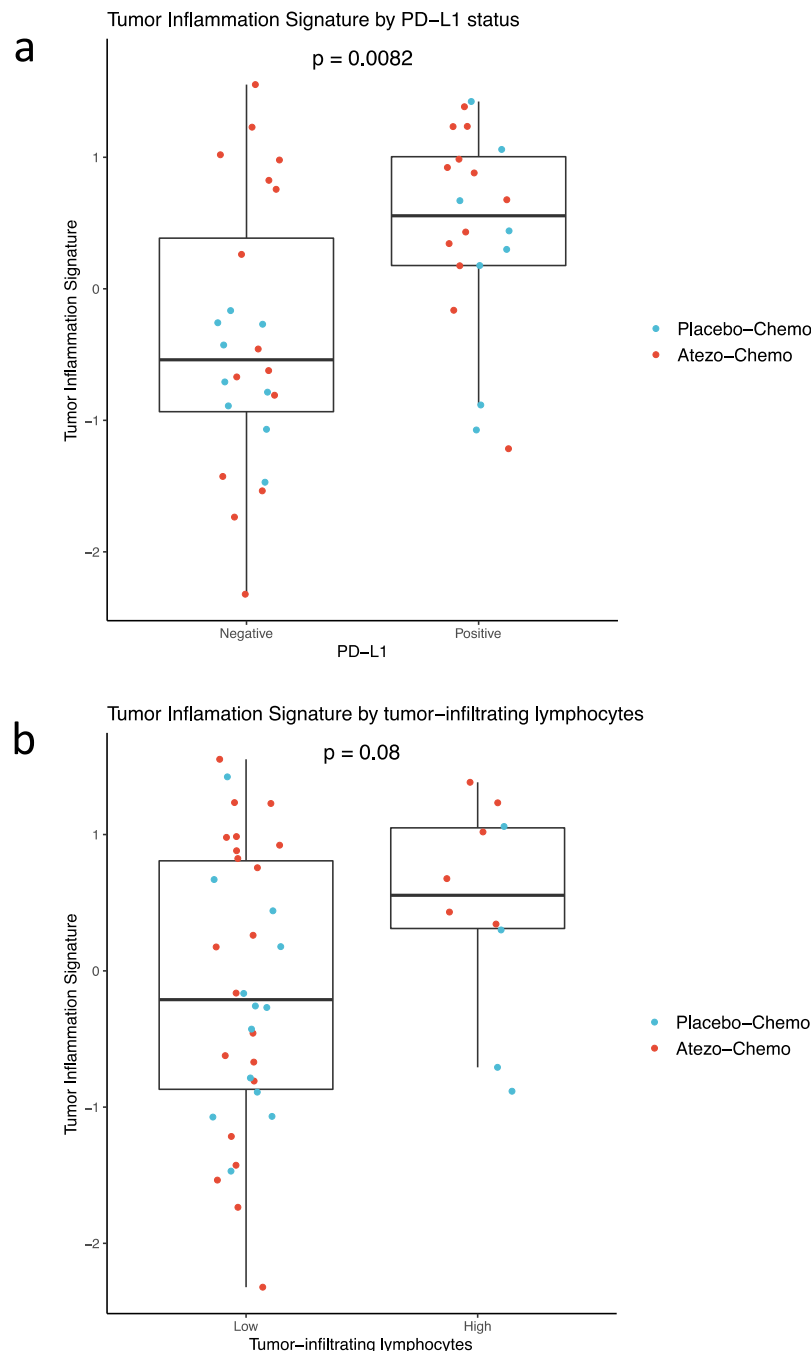 a
Tumor Inflammation Signature by PD−L1 status
p = 0.0082
Tumor Inflammation Signature
1
0
−1
−2
Negative
Positive
PD−L1
Placebo−Chemo
Atezo−Chemo
b
Tumor Inflamation Signature by tumor−infiltrating lymphocytes
p = 0.08
Tumor Inflammation Signature
1
0
−1
−2
Low
High
Tumor−infiltrating lymphocytes
Placebo−Chemo
Atezo−Chemo